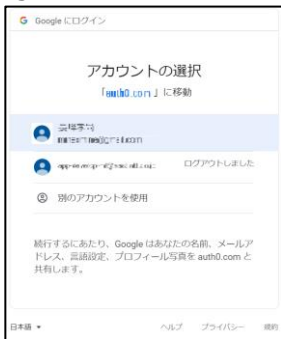 Google にログイン
アカウントの選択
「auth0.com」に移動
ログアウトしました
別のアカウントを使用
続行するにあたり、Google はあなたの名前、メールア
ドレス、言語設定、プロフィール写真を auth0.com と
共有します。
日本語 ▼
ヘルプ プライバシー 規約